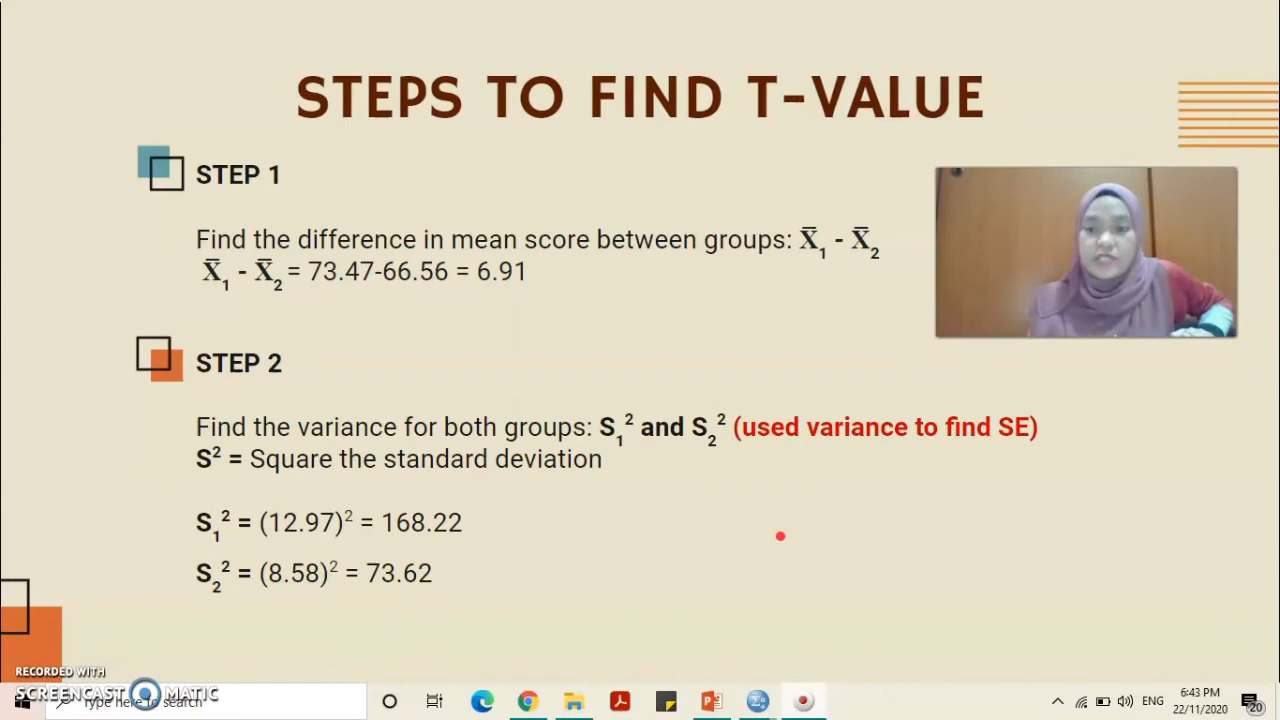 STEPS TO FIND T-VALUE
STEP 1
Find the difference in mean score between groups: X̄₁ - X̄₂
X̄₁ - X̄₂ = 73.47-66.56 = 6.91
STEP 2
Find the variance for both groups: S₁² and S₂² (used variance to find SE)
S² = Square the standard deviation
S₁² = (12.97)² = 168.22
S₂² = (8.58)² = 73.62
RECORDED WITH
SCREENCAST MATIC
Type here to search
ENG
6:43 PM
22/11/2020
20